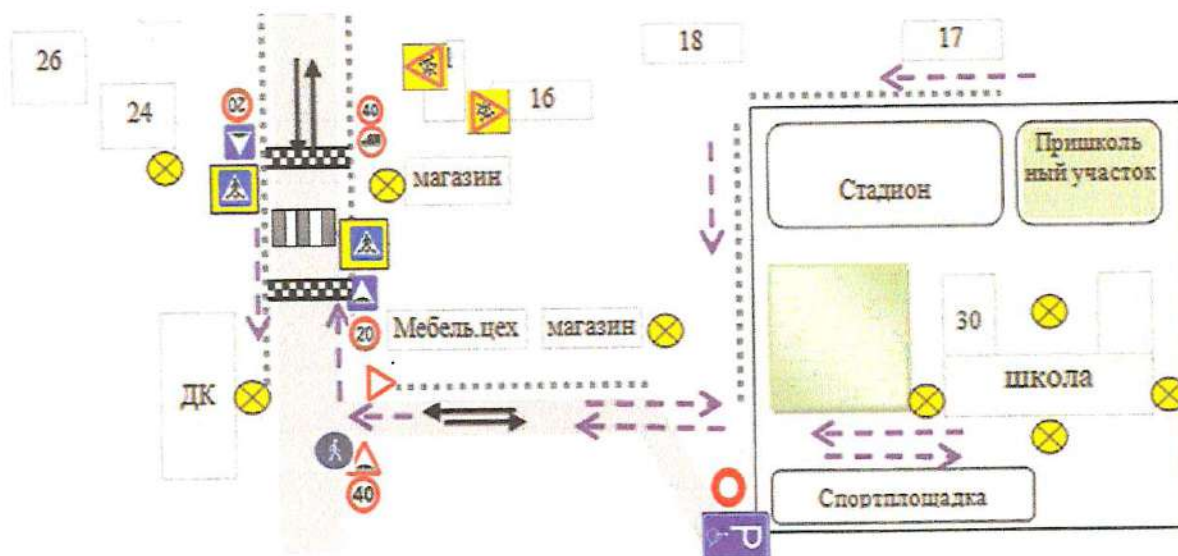 26
24
20
40
16
18
17
магазин
Стадион
Пришколь
ный участок
20
Мебель.цех
магазин
30
школа
ДК
40
Спортплощадка
P